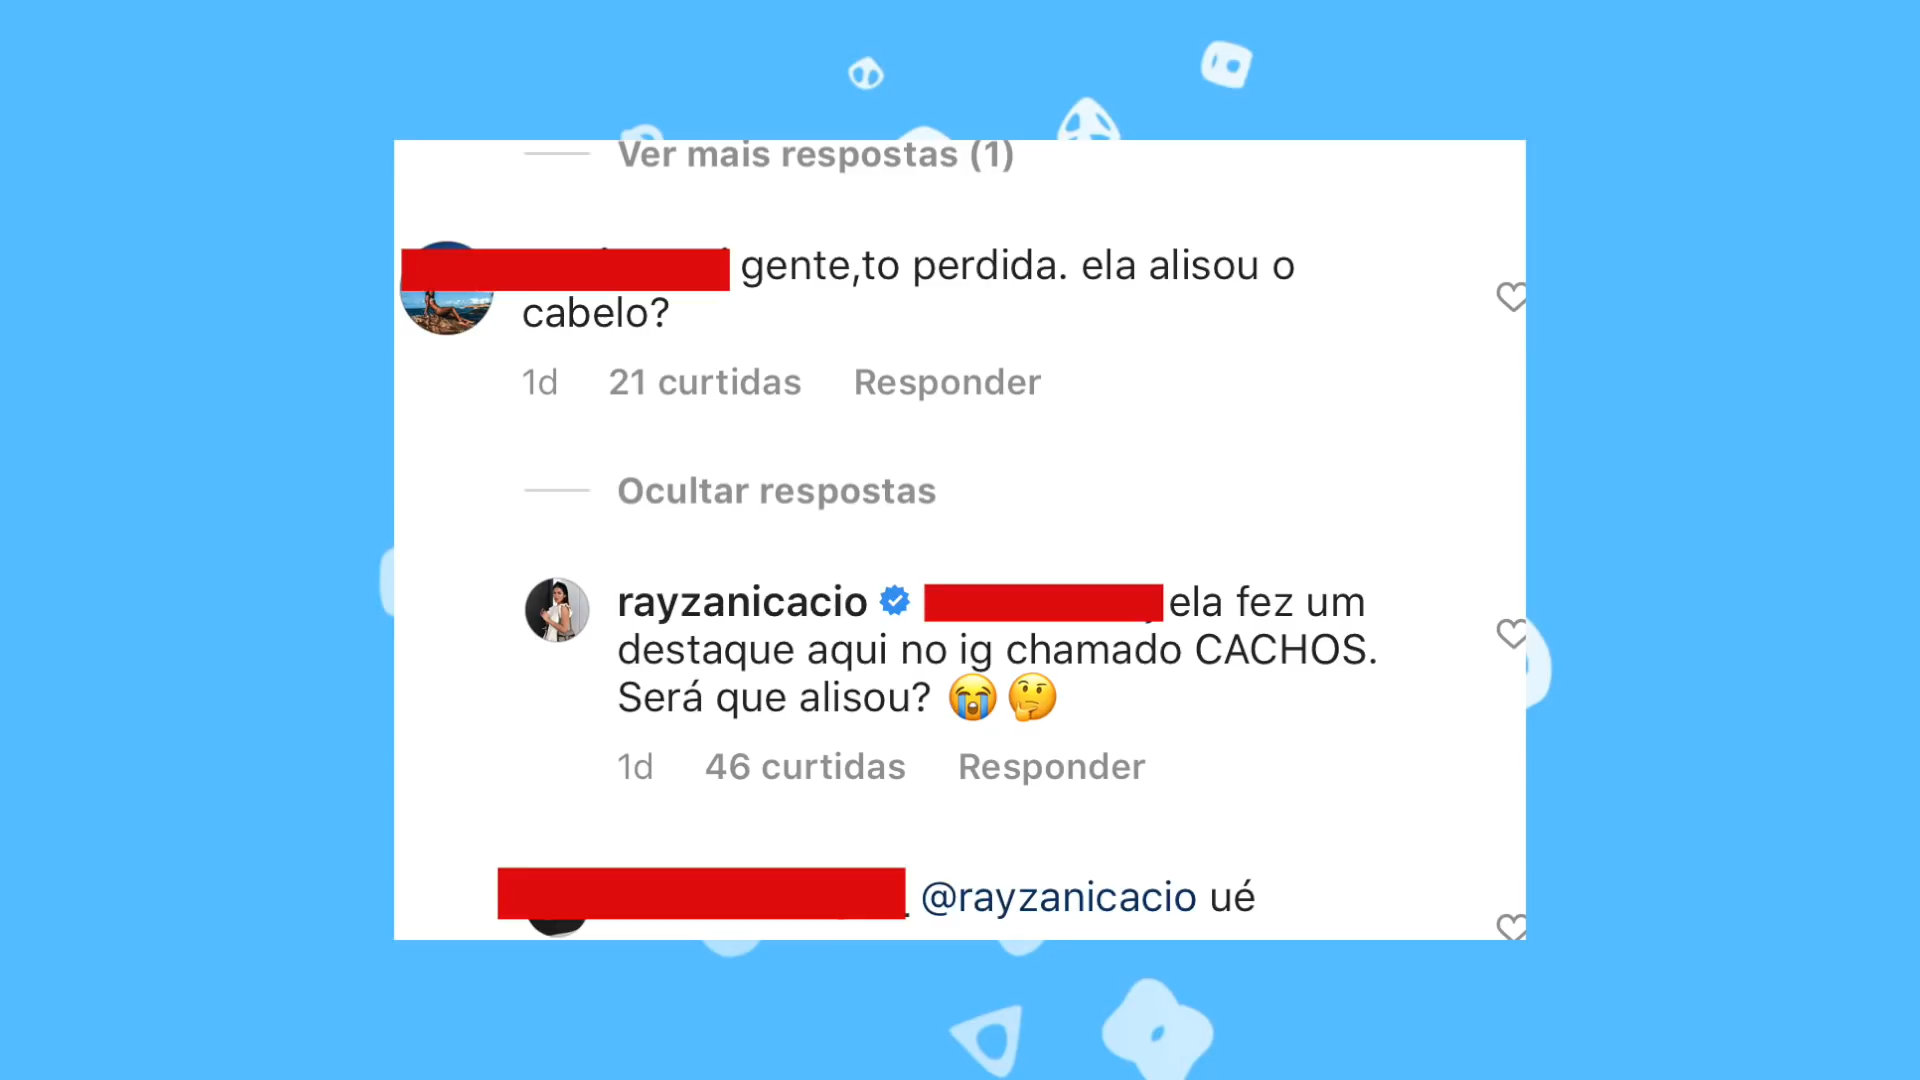 Ver mais respostas (1)
gente,to perdida. ela alisou o
cabelo?
1d 21 curtidas Responder
Ocultar respostas
rayzanicacio ela fez um
destaque aqui no ig chamado CACHOS.
Será que alisou? 😭🤔
1d 46 curtidas Responder
@rayzanicacio ué